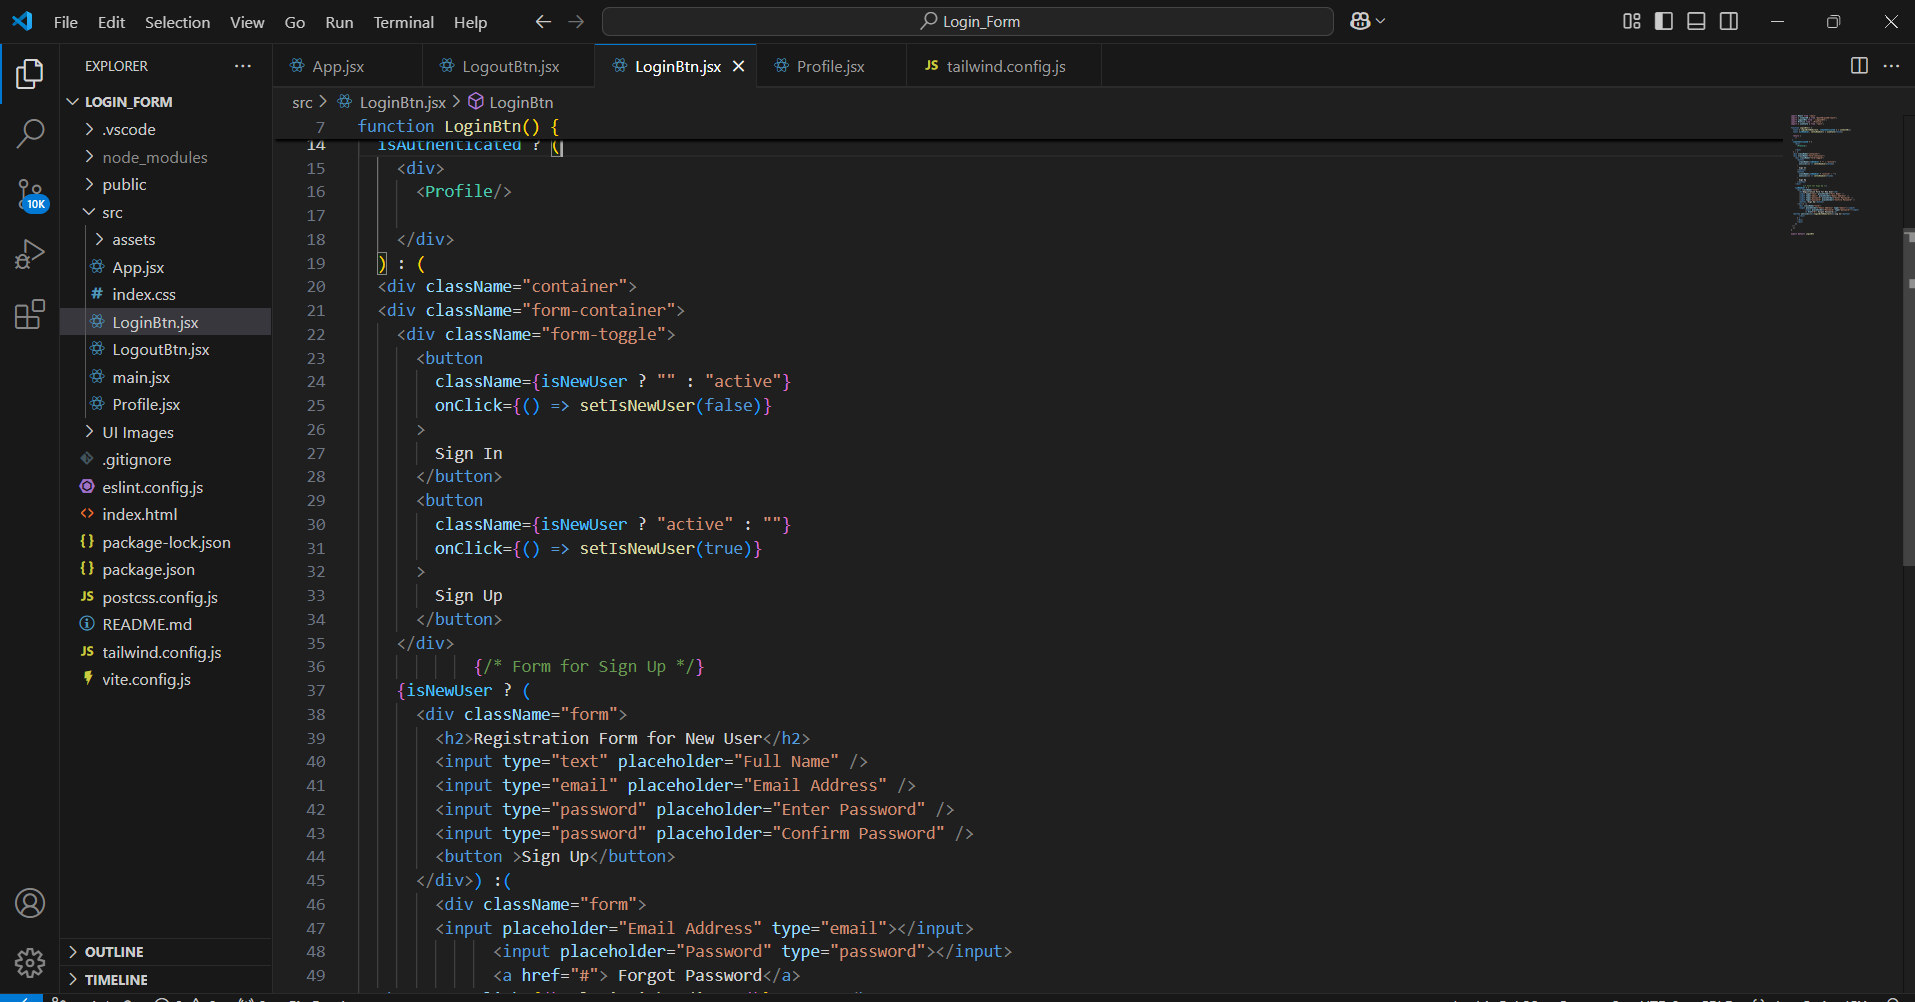 File Edit Selection View Go Run Terminal Help
Login_Form
EXPLORER
LOGIN_FORM
.vscode
node_modules
public
src
assets
App.jsx
index.css
LoginBtn.jsx
LogoutBtn.jsx
main.jsx
Profile.jsx
UI Images
.gitignore
eslint.config.js
index.html
package-lock.json
package.json
postcss.config.js
README.md
tailwind.config.js
vite.config.js
OUTLINE
TIMELINE
10K
App.jsx LogoutBtn.jsx LoginBtn.jsx Profile.jsx JS tailwind.config.js
src > LoginBtn.jsx > LoginBtn
7 function LoginBtn() {
14 isAuthenticated ? (
15 <div>
16 <Profile/>
17
18 </div>
19 ) : (
20 <div className="container">
21 <div className="form-container">
22 <div className="form-toggle">
23 <button
24 className={isNewUser ? "" : "active"}
25 onClick={() => setIsNewUser(false)}
26 >
27 Sign In
28 </button>
29 <button
30 className={isNewUser ? "active" : ""}
31 onClick={() => setIsNewUser(true)}
32 >
33 Sign Up
34 </button>
35 </div>
36 {/* Form for Sign Up */}
37 {isNewUser ? (
38 <div className="form">
39 <h2>Registration Form for New User</h2>
40 <input type="text" placeholder="Full Name" />
41 <input type="email" placeholder="Email Address" />
42 <input type="password" placeholder="Enter Password" />
43 <input type="password" placeholder="Confirm Password" />
44 <button >Sign Up</button>
45 </div>) :(
46 <div className="form">
47 <input placeholder="Email Address" type="email"></input>
48 <input placeholder="Password" type="password"></input>
49 <a href="#"> Forgot Password</a>